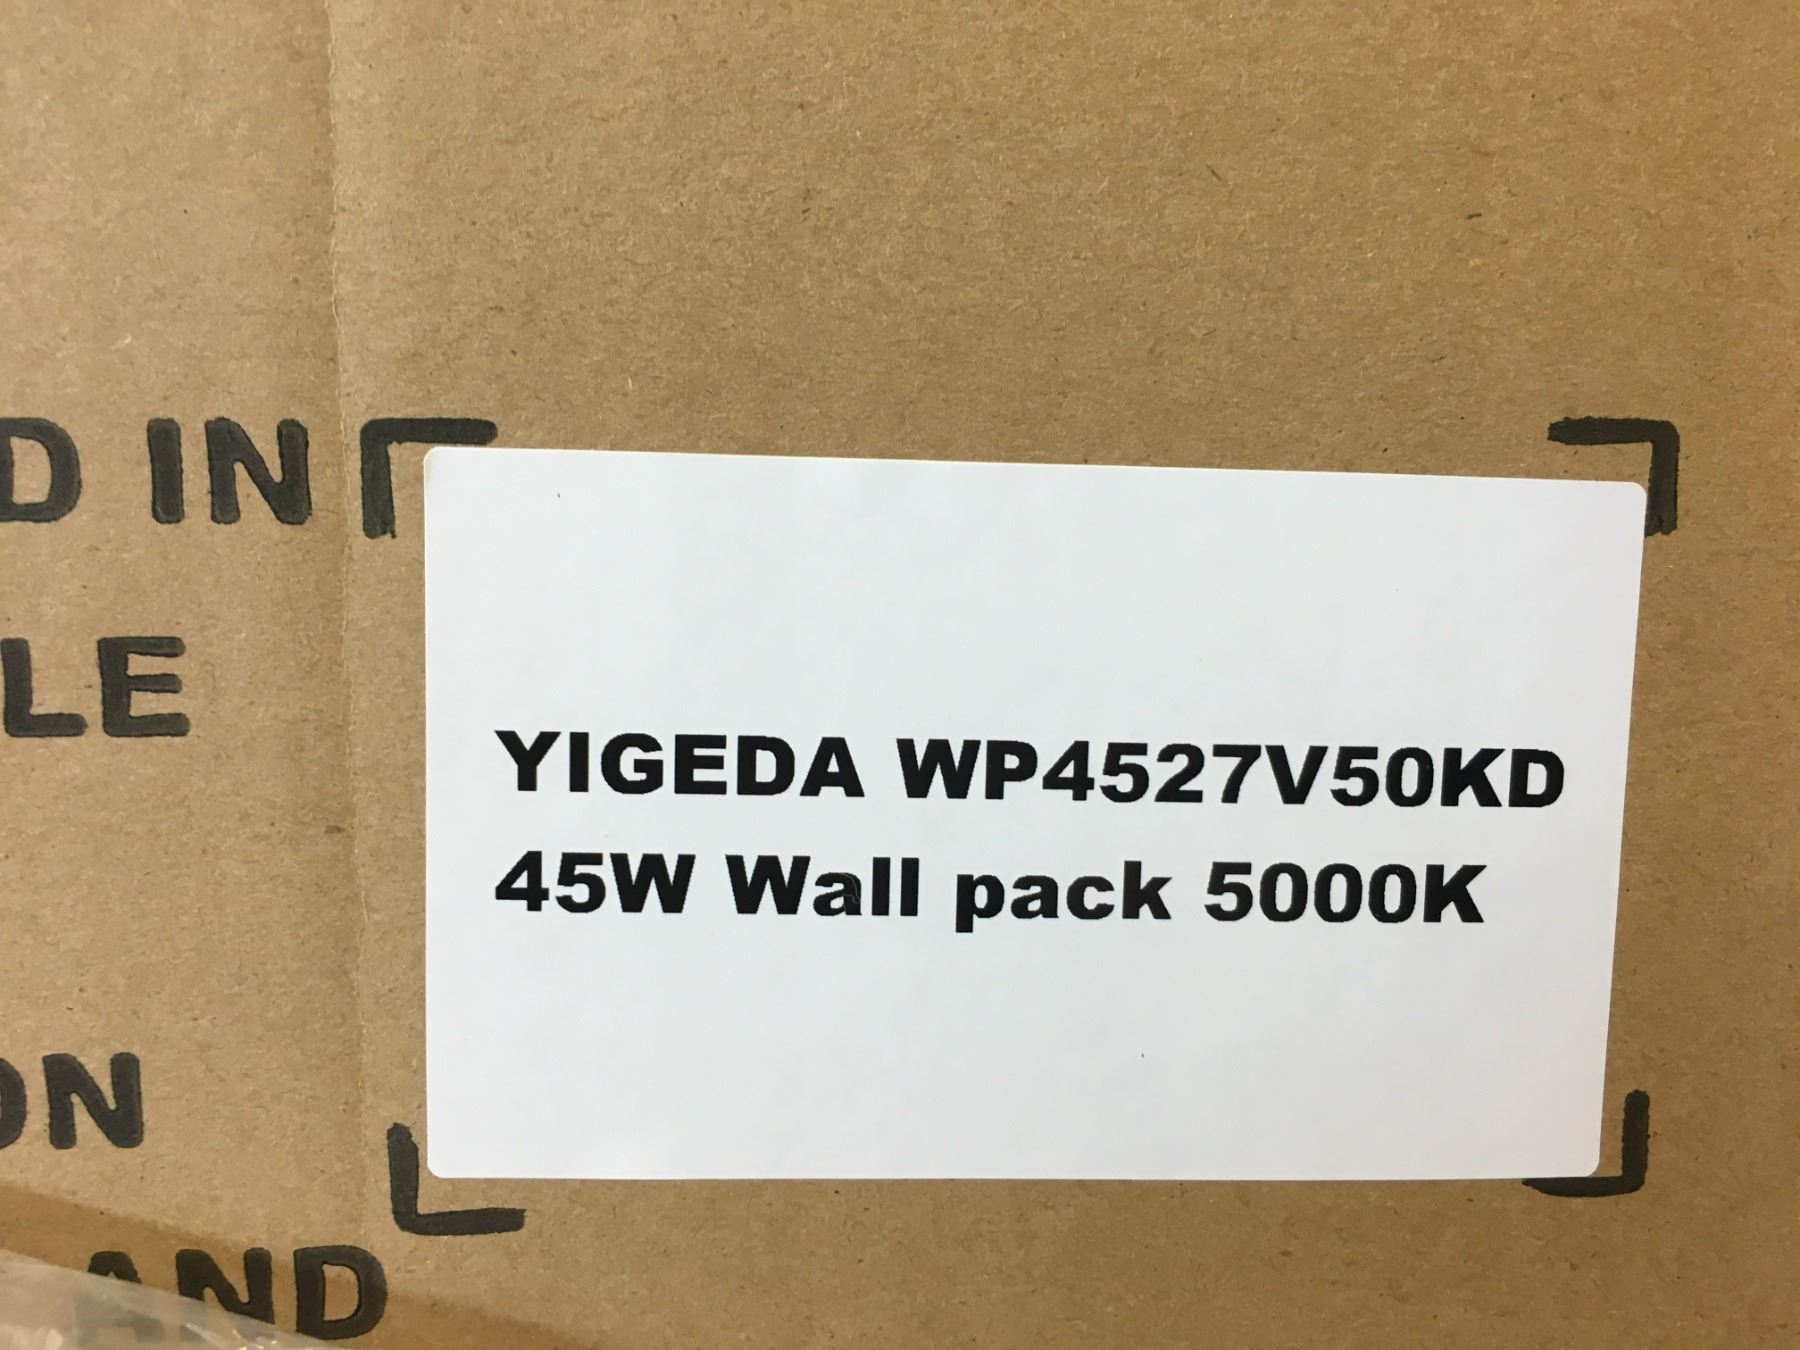 D IN
LE
YIGEDA WP4527V50KD
45W Wall pack 5000K
ON
AND